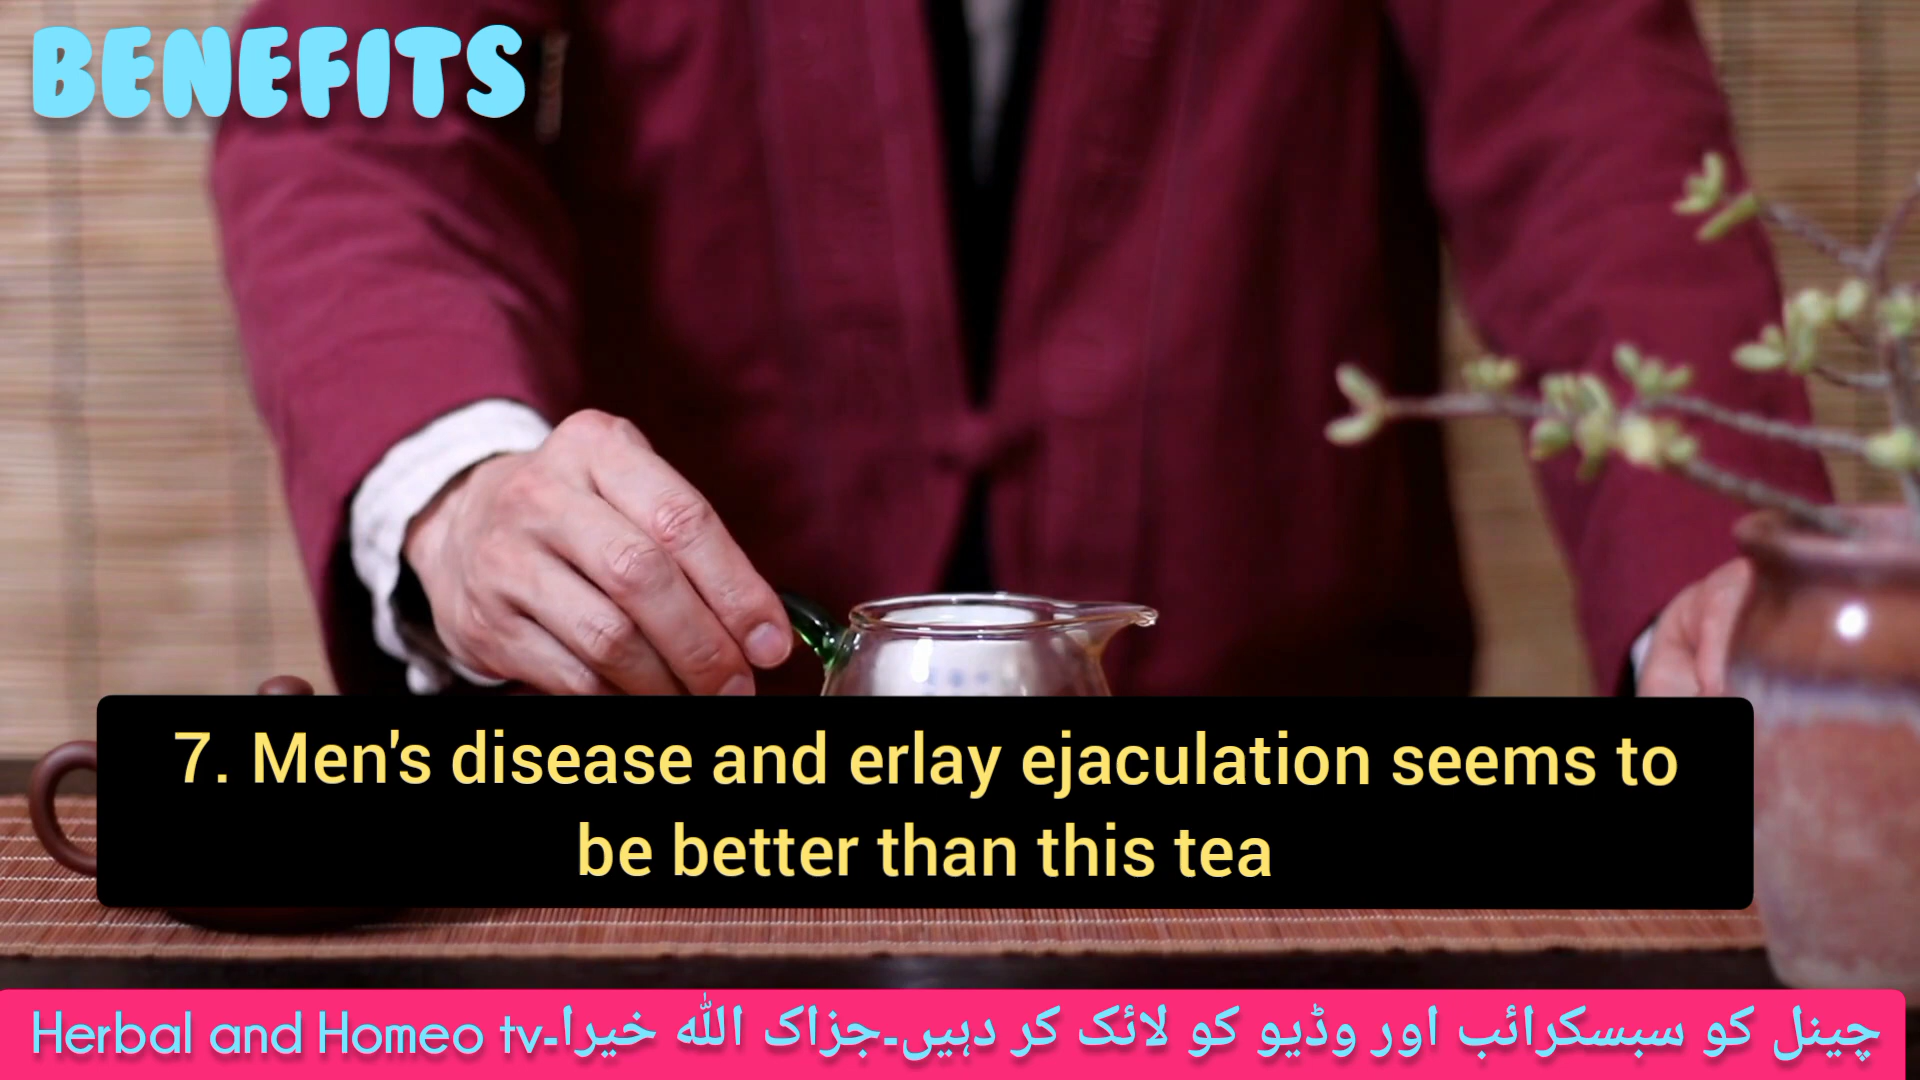 BENEFITS
7. Men's disease and erlay ejaculation seems to
be better than this tea
چینل کو سبسکرائب اور وڈیو کو لائک کر دہیں۔جزاک اللہ خیرا۔Herbal and Homeo tv